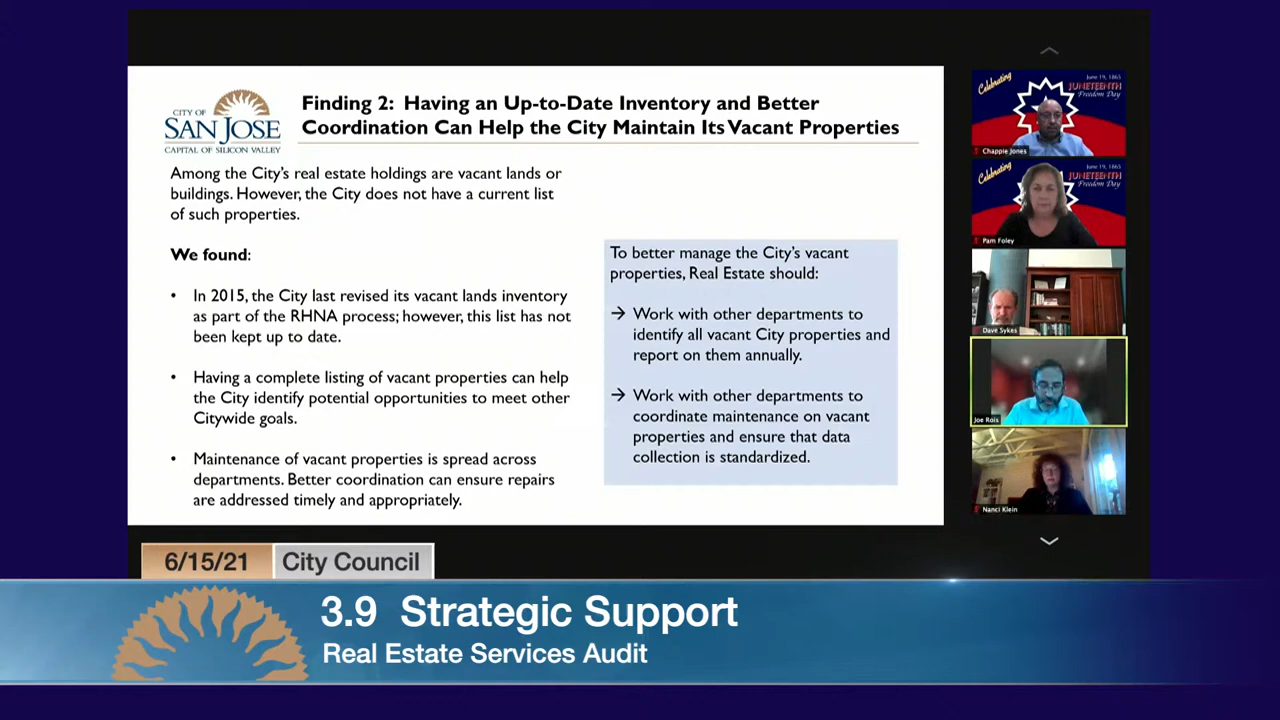 CITY OF
SAN JOSE
CAPITAL OF SILICON VALLEY
Finding 2: Having an Up-to-Date Inventory and Better
Coordination Can Help the City Maintain Its Vacant Properties
Among the City's real estate holdings are vacant lands or
buildings. However, the City does not have a current list
of such properties.
We found:
• In 2015, the City last revised its vacant lands inventory
as part of the RHNA process; however, this list has not
been kept up to date.
• Having a complete listing of vacant properties can help
the City identify potential opportunities to meet other
Citywide goals.
• Maintenance of vacant properties is spread across
departments. Better coordination can ensure repairs
are addressed timely and appropriately.
To better manage the City's vacant
properties, Real Estate should:
→ Work with other departments to
identify all vacant City properties and
report on them annually.
→ Work with other departments to
coordinate maintenance on vacant
properties and ensure that data
collection is standardized.
Celebrating
June 19, 1865
JUNETEENTH
Freedom Day
Chappie Jones
Celebrating
June 19, 1865
JUNETEENTH
Freedom Day
Pam Foley
Dave Sykes
Joe Rois
Nanci Klein
6/15/21
City Council
3.9 Strategic Support
Real Estate Services Audit